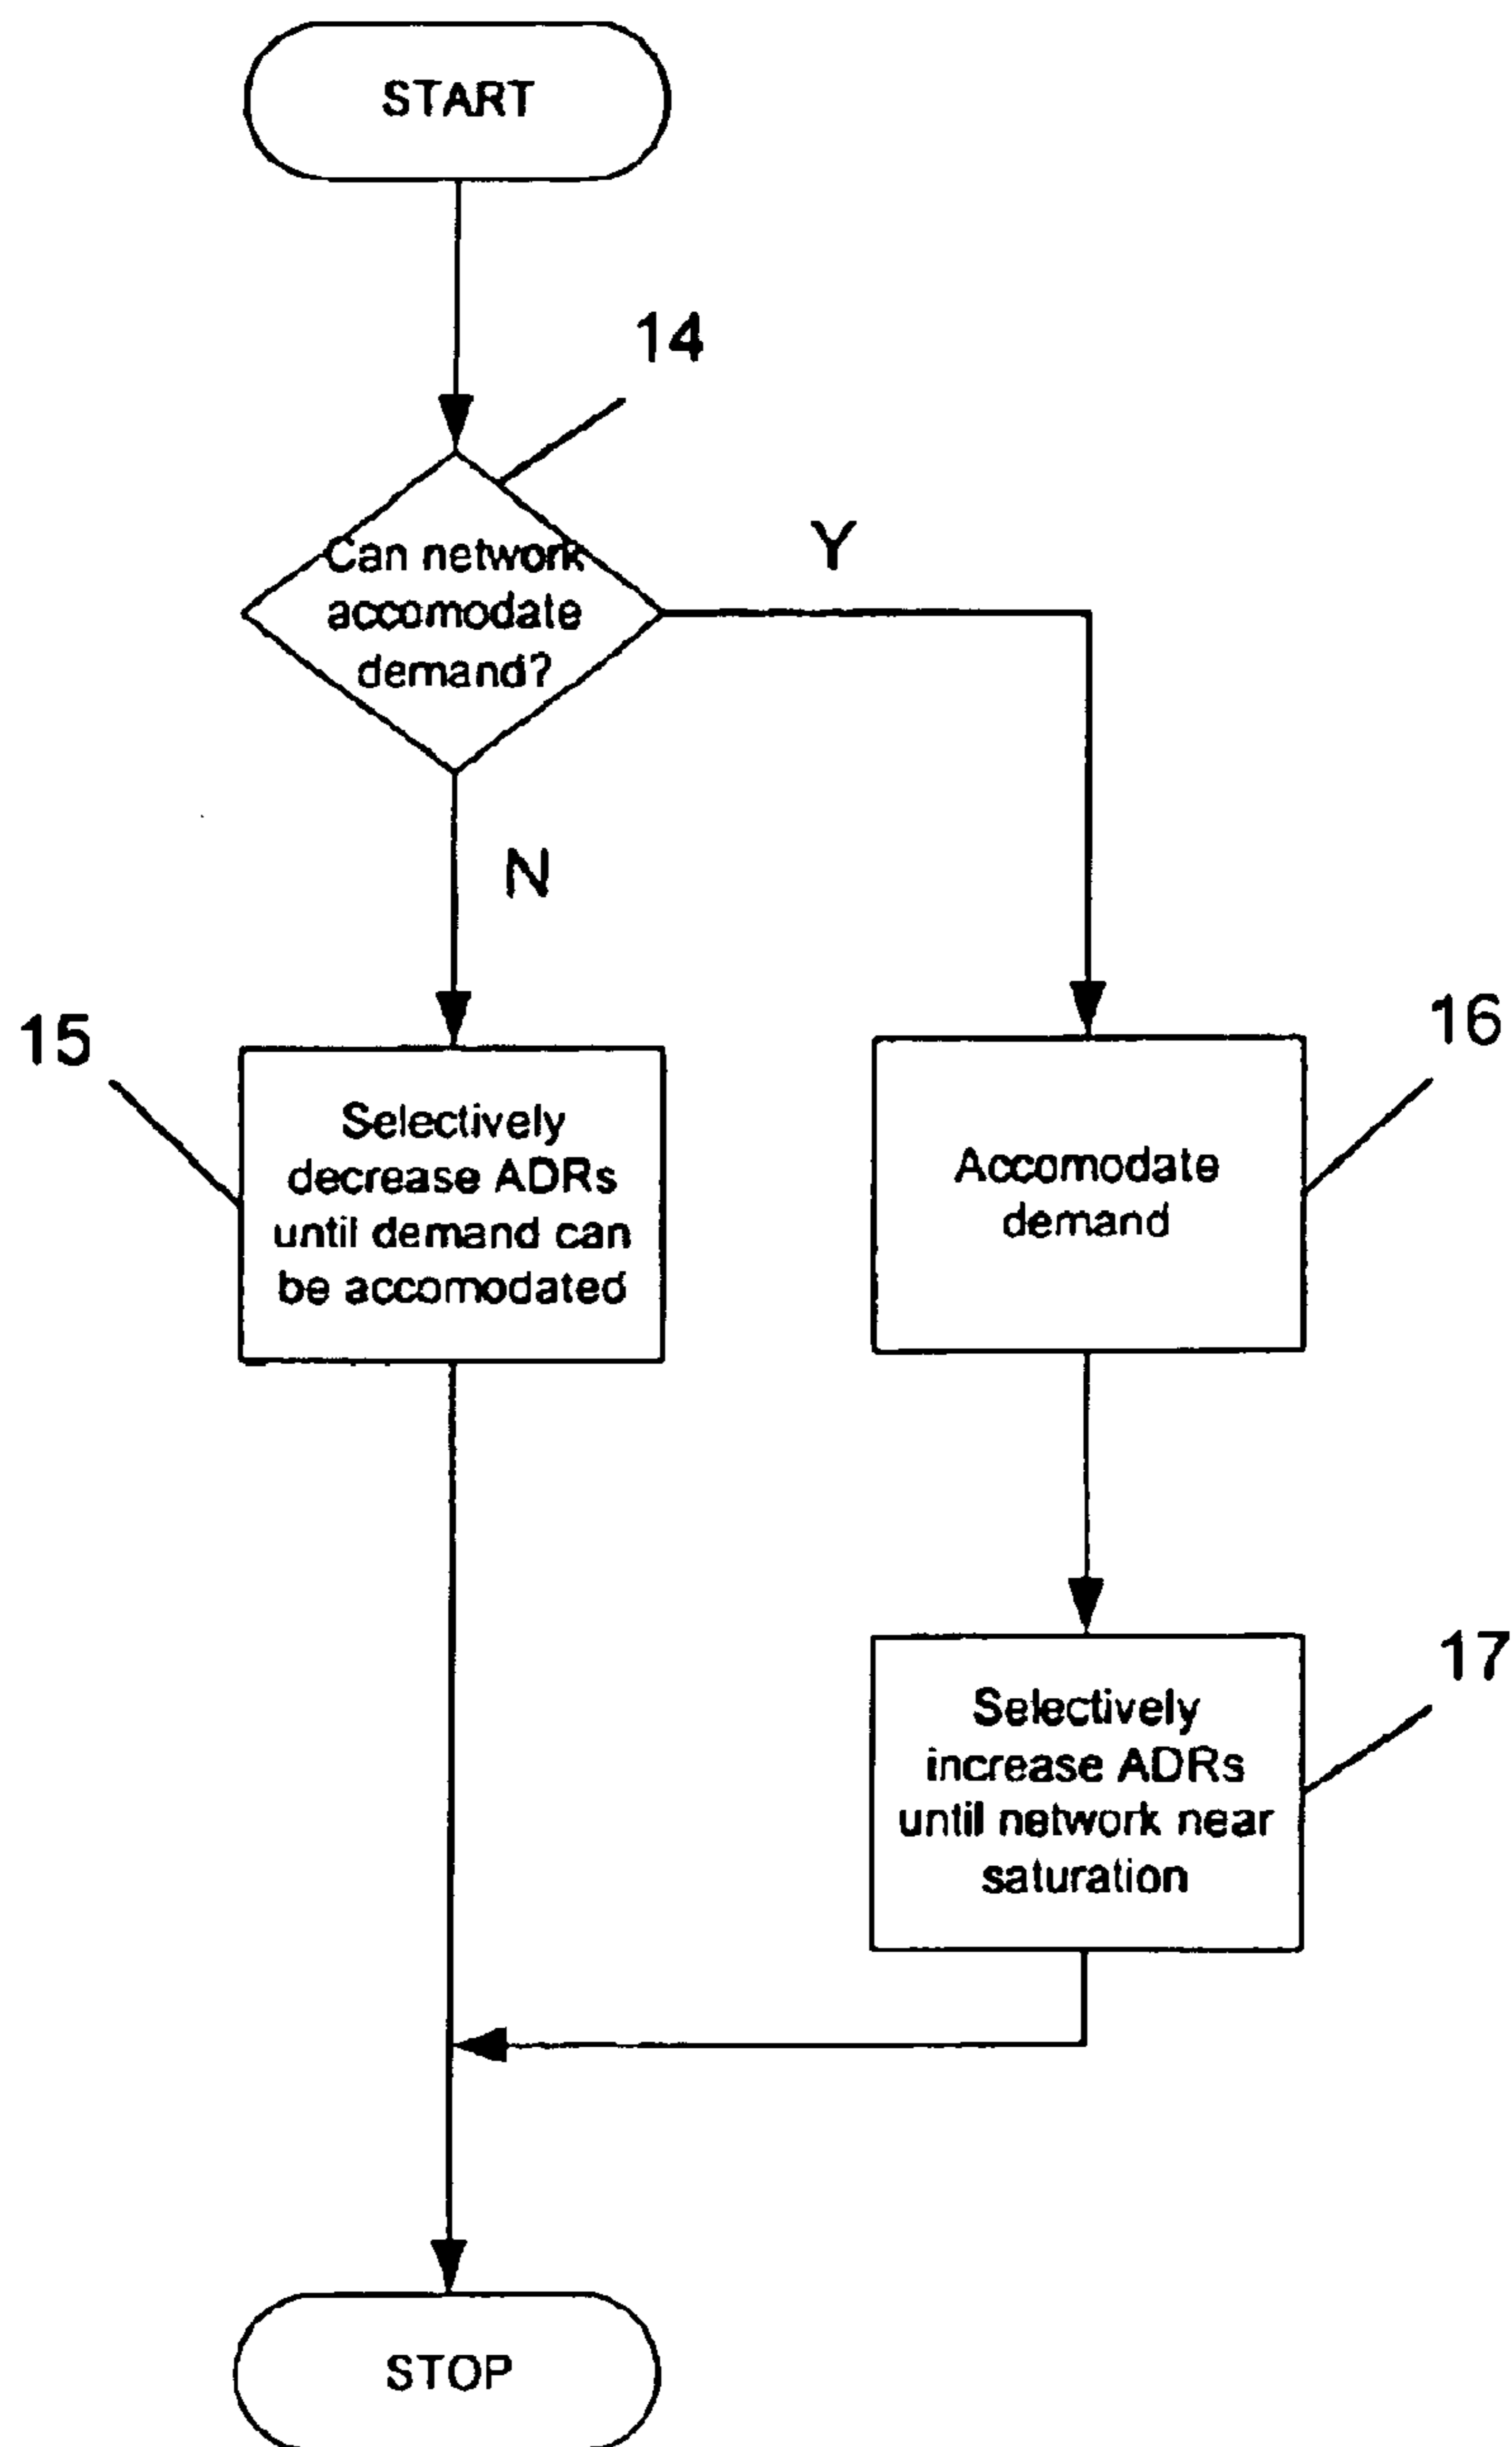 START
14
Can network
accomodate
demand?
Y
N
15
Selectively
decrease ADRs
until demand can
be accomodated
16
Accomodate
demand
17
Selectively
increase ADRs
until network near
saturation
STOP